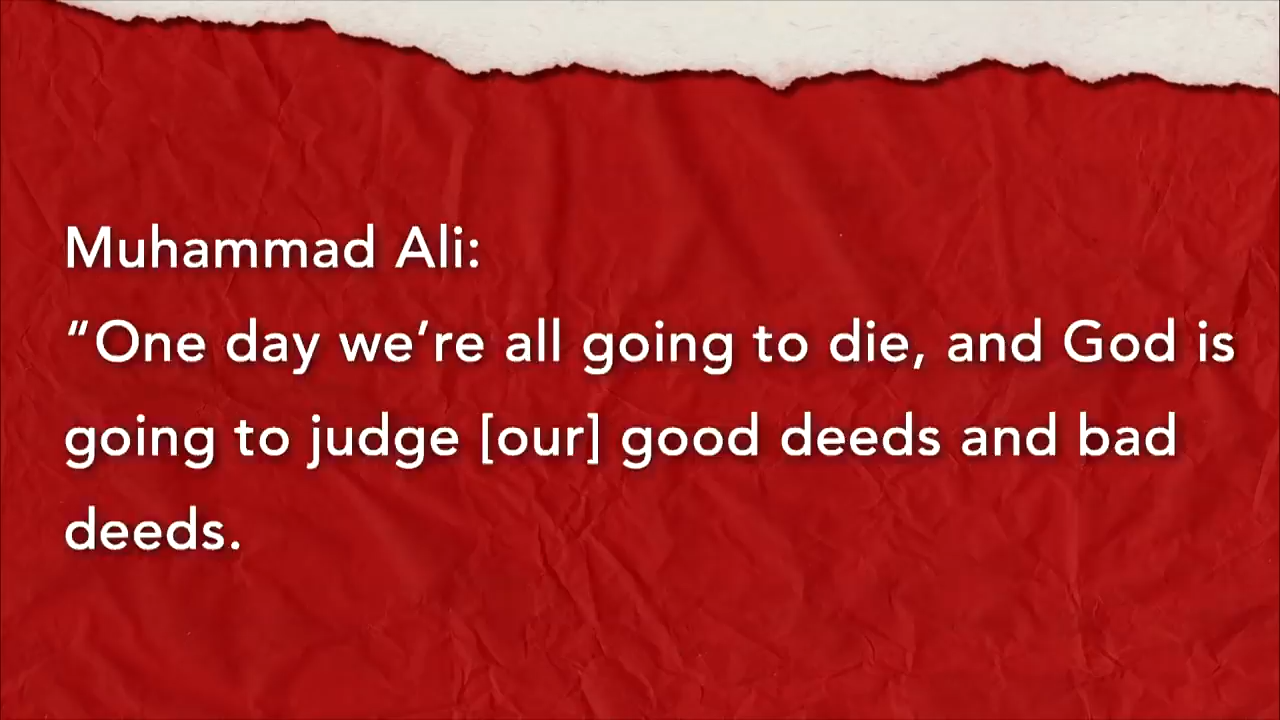 Muhammad Ali:
“One day we’re all going to die, and God is
going to judge [our] good deeds and bad
deeds.